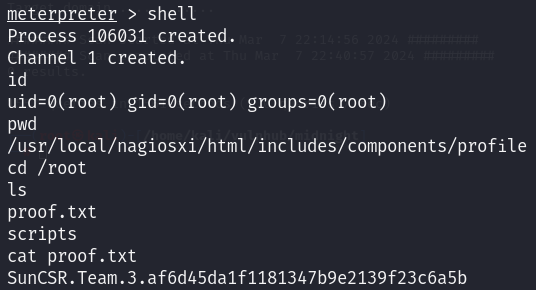 meterpreter > shell
Process 106031 created.
Channel 1 created.
id
uid=0(root) gid=0(root) groups=0(root)
pwd
/usr/local/nagiosxi/html/includes/components/profile
cd /root
ls
proof.txt
scripts
cat proof.txt
SunCSR.Team.3.af6d45da1f1181347b9e2139f23c6a5b